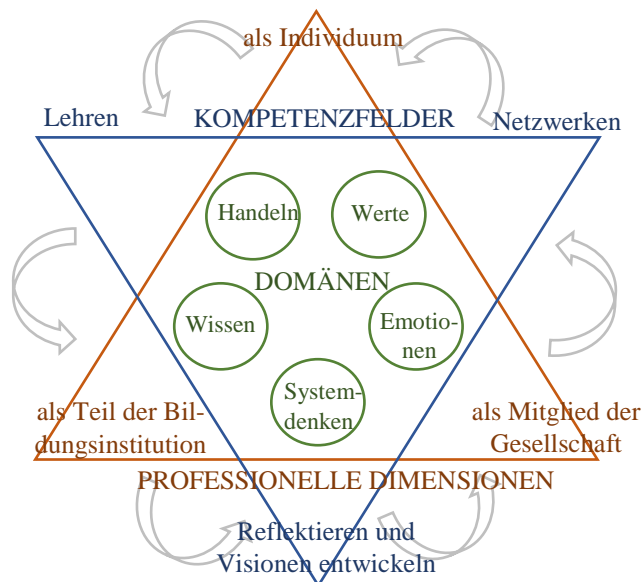 als Individuum
Lehren
KOMPETENZFELDER
Netzwerken
Handeln
Werte
DOMÄNEN
Wissen
Emotio-
nen
System-
denken
als Teil der Bil-
dungsinstitution
als Mitglied der
Gesellschaft
PROFESSIONELLE DIMENSIONEN
Reflektieren und
Visionen entwickeln